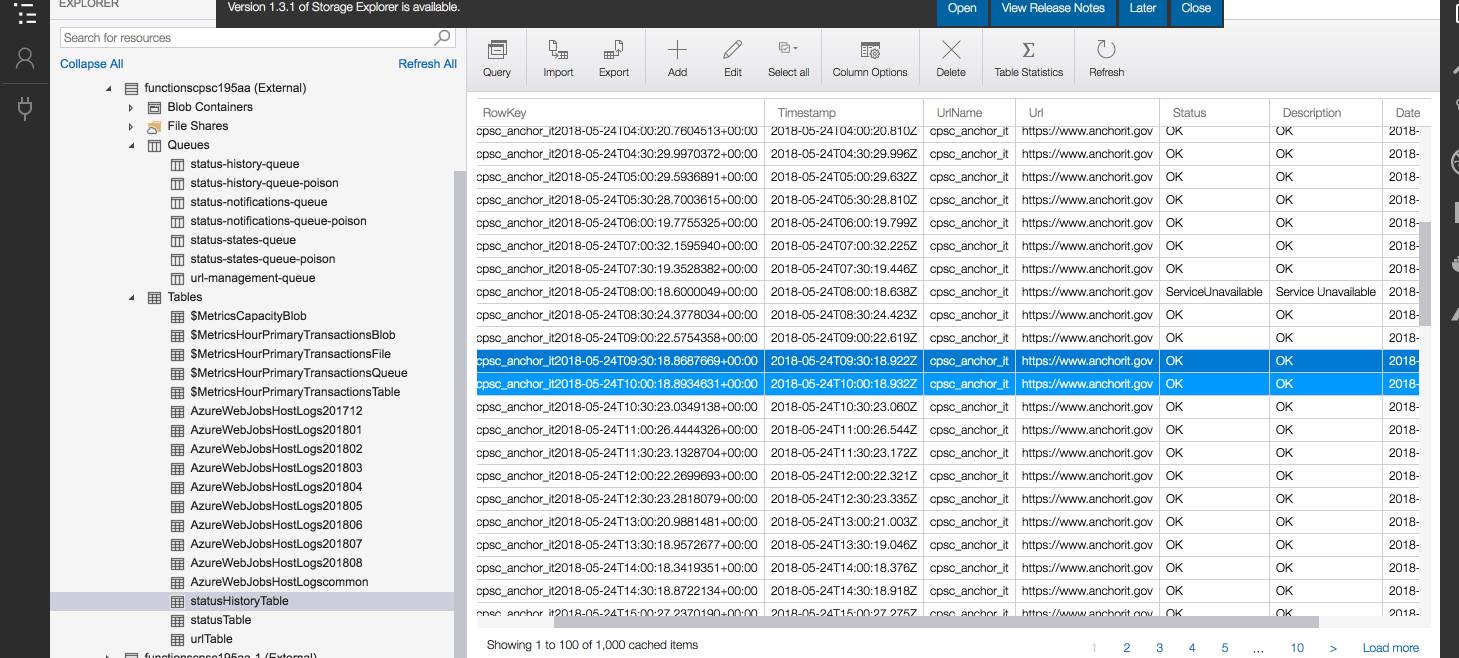 EXPLORER
Version 1.3.1 of Storage Explorer is available.
Open View Release Notes Later Close
Search for resources
Collapse All Refresh All
functionscpsc195aa (External)
Blob Containers
File Shares
Queues
status-history-queue
status-history-queue-poison
status-notifications-queue
status-notifications-queue-poison
status-states-queue
status-states-queue-poison
url-management-queue
Tables
$MetricsCapacityBlob
$MetricsHourPrimaryTransactionsBlob
$MetricsHourPrimaryTransactionsFile
$MetricsHourPrimaryTransactionsQueue
$MetricsHourPrimaryTransactionsTable
AzureWebJobsHostLogs201712
AzureWebJobsHostLogs201801
AzureWebJobsHostLogs201802
AzureWebJobsHostLogs201803
AzureWebJobsHostLogs201804
AzureWebJobsHostLogs201805
AzureWebJobsHostLogs201806
AzureWebJobsHostLogs201807
AzureWebJobsHostLogs201808
AzureWebJobsHostLogscommon
statusHistoryTable
statusTable
urlTable
functionscpsc195aa-1 (External)
Query Import Export Add Edit Select all Column Options Delete Table Statistics Refresh
RowKey Timestamp UrlName Url Status Description Date
cpsc_anchor_it2018-05-24T04:00:20.7604513+00:00 2018-05-24T04:00:20.810Z cpsc_anchor_it https://www.anchorit.gov OK OK 2018-
cpsc_anchor_it2018-05-24T04:30:29.9970372+00:00 2018-05-24T04:30:29.996Z cpsc_anchor_it https://www.anchorit.gov OK OK 2018-
cpsc_anchor_it2018-05-24T05:00:29.5936891+00:00 2018-05-24T05:00:29.632Z cpsc_anchor_it https://www.anchorit.gov OK OK 2018-
cpsc_anchor_it2018-05-24T05:30:28.7003615+00:00 2018-05-24T05:30:28.810Z cpsc_anchor_it https://www.anchorit.gov OK OK 2018-
cpsc_anchor_it2018-05-24T06:00:19.7755325+00:00 2018-05-24T06:00:19.799Z cpsc_anchor_it https://www.anchorit.gov OK OK 2018-
cpsc_anchor_it2018-05-24T07:00:32.1595940+00:00 2018-05-24T07:00:32.225Z cpsc_anchor_it https://www.anchorit.gov OK OK 2018-
cpsc_anchor_it2018-05-24T07:30:19.3528382+00:00 2018-05-24T07:30:19.446Z cpsc_anchor_it https://www.anchorit.gov OK OK 2018-
cpsc_anchor_it2018-05-24T08:00:18.6000049+00:00 2018-05-24T08:00:18.638Z cpsc_anchor_it https://www.anchorit.gov ServiceUnavailable Service Unavailable 2018-
cpsc_anchor_it2018-05-24T08:30:24.3778034+00:00 2018-05-24T08:30:24.423Z cpsc_anchor_it https://www.anchorit.gov OK OK 2018-
cpsc_anchor_it2018-05-24T09:00:22.5754358+00:00 2018-05-24T09:00:22.619Z cpsc_anchor_it https://www.anchorit.gov OK OK 2018-
cpsc_anchor_it2018-05-24T09:30:18.8687669+00:00 2018-05-24T09:30:18.922Z cpsc_anchor_it https://www.anchorit.gov OK OK 2018-
cpsc_anchor_it2018-05-24T10:00:18.8934631+00:00 2018-05-24T10:00:18.932Z cpsc_anchor_it https://www.anchorit.gov OK OK 2018-
cpsc_anchor_it2018-05-24T10:30:23.0349138+00:00 2018-05-24T10:30:23.060Z cpsc_anchor_it https://www.anchorit.gov OK OK 2018-
cpsc_anchor_it2018-05-24T11:00:26.4444326+00:00 2018-05-24T11:00:26.544Z cpsc_anchor_it https://www.anchorit.gov OK OK 2018-
cpsc_anchor_it2018-05-24T11:30:23.1328704+00:00 2018-05-24T11:30:23.172Z cpsc_anchor_it https://www.anchorit.gov OK OK 2018-
cpsc_anchor_it2018-05-24T12:00:22.2699693+00:00 2018-05-24T12:00:22.321Z cpsc_anchor_it https://www.anchorit.gov OK OK 2018-
cpsc_anchor_it2018-05-24T12:30:23.2818079+00:00 2018-05-24T12:30:23.335Z cpsc_anchor_it https://www.anchorit.gov OK OK 2018-
cpsc_anchor_it2018-05-24T13:00:20.9881481+00:00 2018-05-24T13:00:21.003Z cpsc_anchor_it https://www.anchorit.gov OK OK 2018-
cpsc_anchor_it2018-05-24T13:30:18.9572677+00:00 2018-05-24T13:30:19.046Z cpsc_anchor_it https://www.anchorit.gov OK OK 2018-
cpsc_anchor_it2018-05-24T14:00:18.3419351+00:00 2018-05-24T14:00:18.376Z cpsc_anchor_it https://www.anchorit.gov OK OK 2018-
cpsc_anchor_it2018-05-24T14:30:18.8722134+00:00 2018-05-24T14:30:18.918Z cpsc_anchor_it https://www.anchorit.gov OK OK 2018-
cpsc_anchor_it2018-05-24T15:00:27.2370190+00:00 2018-05-24T15:00:27.275Z cpsc_anchor_it https://www.anchorit.gov OK OK 2018-
Showing 1 to 100 of 1,000 cached items
1 2 3 4 5 ... 10 > Load more